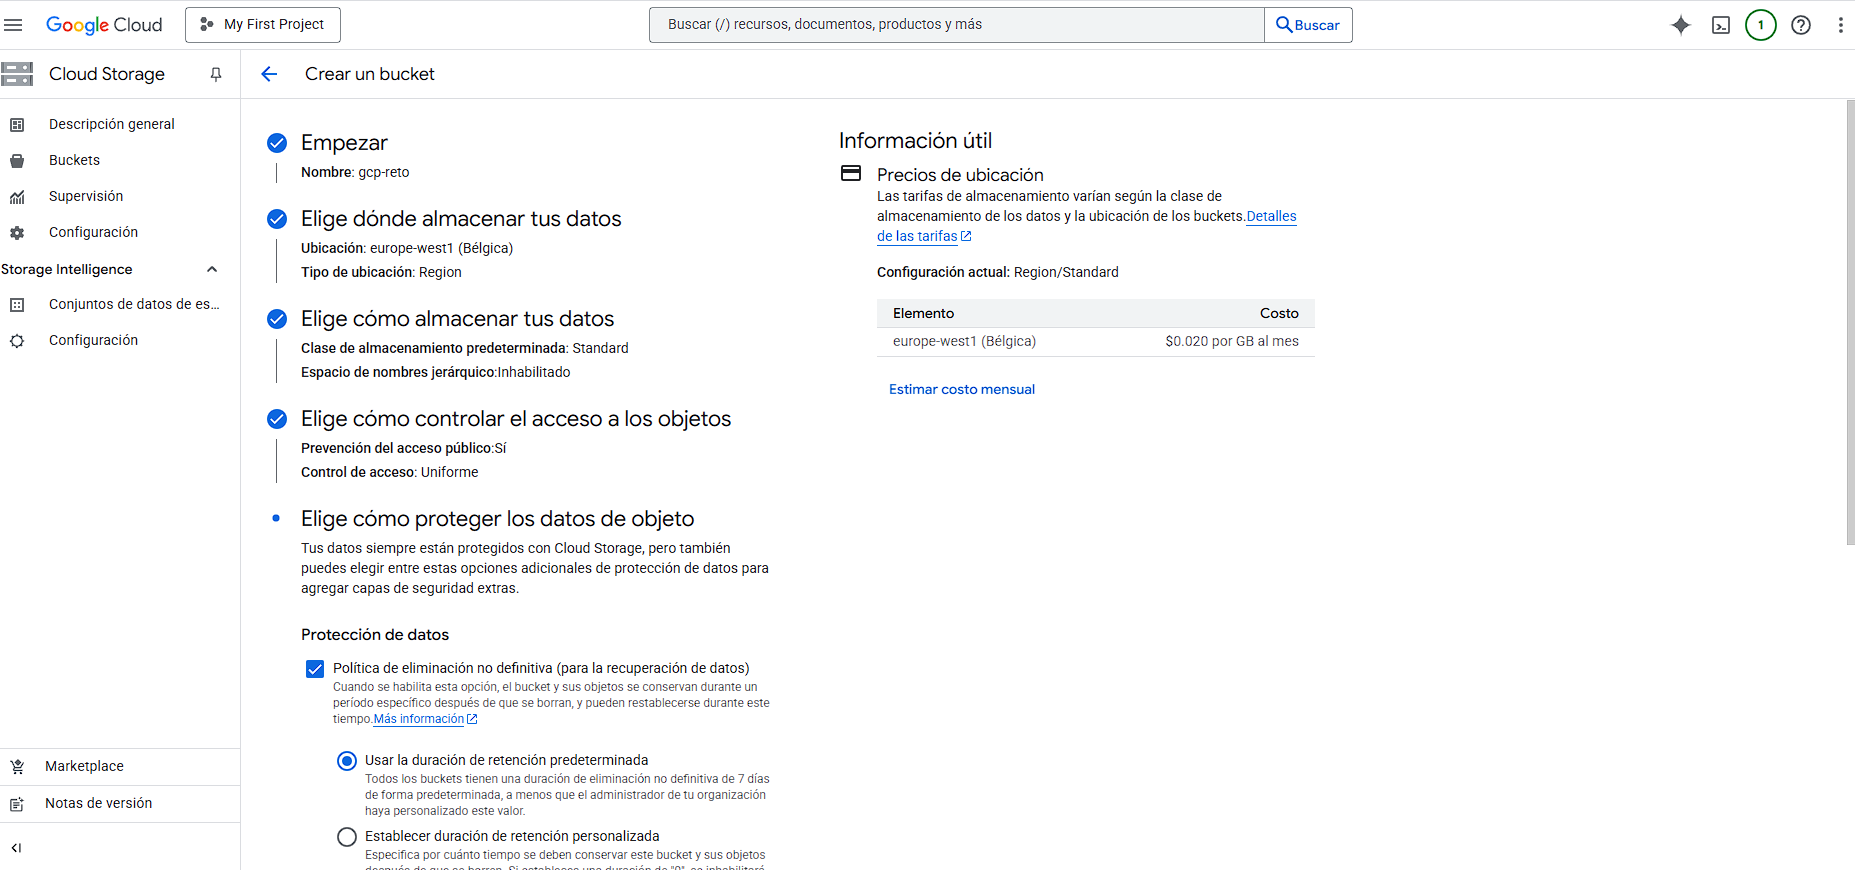 Google Cloud
My First Project
Buscar (/) recursos, documentos, productos y más
Buscar
1
Cloud Storage
Crear un bucket
Descripción general
Buckets
Supervisión
Configuración
Storage Intelligence
Conjuntos de datos de es...
Configuración
Marketplace
Notas de versión
Empezar
Nombre: gcp-reto
Elige dónde almacenar tus datos
Ubicación: europe-west1 (Bélgica)
Tipo de ubicación: Region
Elige cómo almacenar tus datos
Clase de almacenamiento predeterminada: Standard
Espacio de nombres jerárquico:Inhabilitado
Elige cómo controlar el acceso a los objetos
Prevención del acceso público:Sí
Control de acceso: Uniforme
Elige cómo proteger los datos de objeto
Tus datos siempre están protegidos con Cloud Storage, pero también
puedes elegir entre estas opciones adicionales de protección de datos para
agregar capas de seguridad extras.
Protección de datos
Política de eliminación no definitiva (para la recuperación de datos)
Cuando se habilita esta opción, el bucket y sus objetos se conservan durante un
período específico después de que se borran, y pueden restablecerse durante este
tiempo.Más información
Usar la duración de retención predeterminada
Todos los buckets tienen una duración de eliminación no definitiva de 7 días
de forma predeterminada, a menos que el administrador de tu organización
haya personalizado este valor.
Establecer duración de retención personalizada
Especifica por cuánto tiempo se deben conservar este bucket y sus objetos
después de que se borran. Si estableces una duración de "0", se inhabilitará
Información útil
Precios de ubicación
Las tarifas de almacenamiento varían según la clase de
almacenamiento de los datos y la ubicación de los buckets.Detalles
de las tarifas
Configuración actual: Region/Standard
Elemento Costo
europe-west1 (Bélgica) $0.020 por GB al mes
Estimar costo mensual